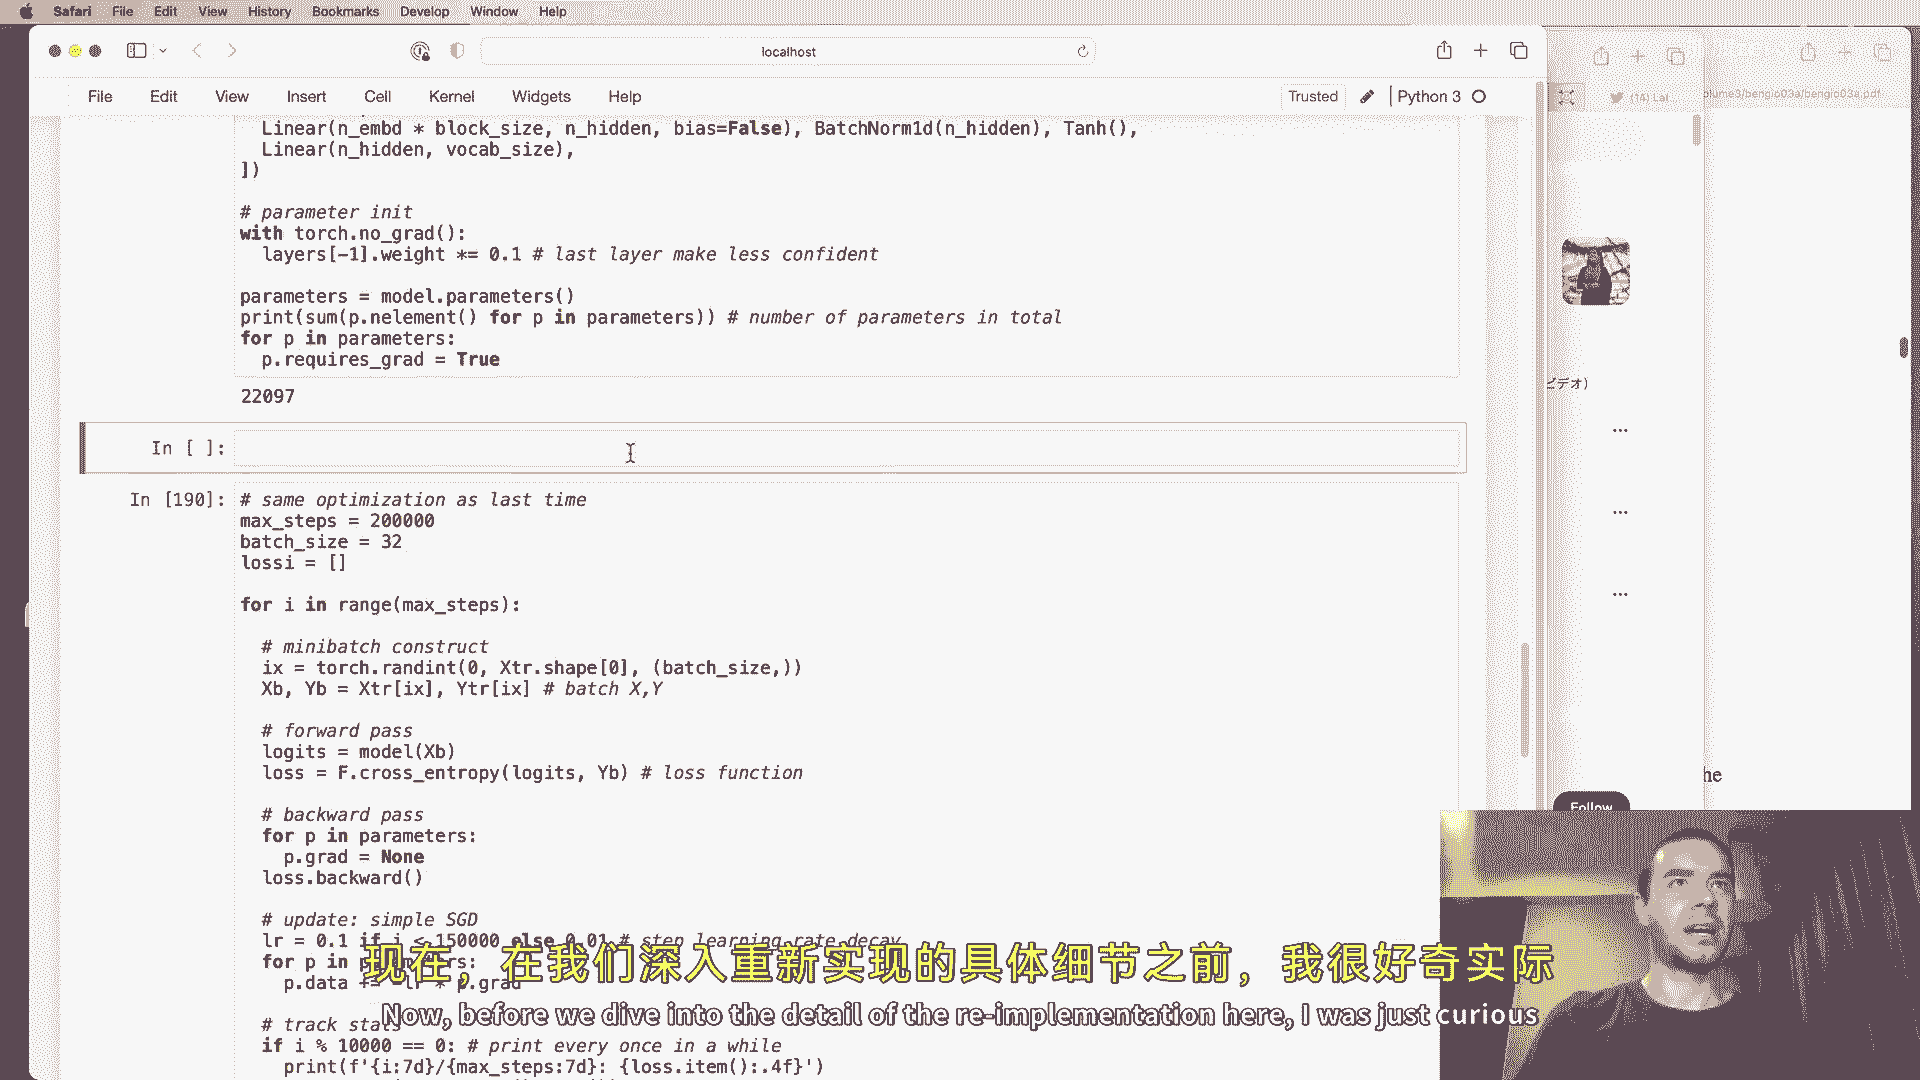 Safari File Edit View History Bookmarks Develop Window Help
localhost
File Edit View Insert Cell Kernel Widgets Help
Trusted
Python 3
Linear(n_embd * block_size, n_hidden, bias=False), BatchNorm1d(n_hidden), Tanh(),
Linear(n_hidden, vocab_size),
])
# parameter init
with torch.no_grad():
layers[-1].weight *= 0.1 # last layer make less confident
parameters = model.parameters()
print(sum(p.nelement() for p in parameters)) # number of parameters in total
for p in parameters:
p.requires_grad = True
22097
In [ ]:
In [190]:
# same optimization as last time
max_steps = 200000
batch_size = 32
lossi = []
for i in range(max_steps):
# minibatch construct
ix = torch.randint(0, Xtr.shape[0], (batch_size,))
Xb, Yb = Xtr[ix], Ytr[ix] # batch X,Y
# forward pass
logits = model(Xb)
loss = F.cross_entropy(logits, Yb) # loss function
# backward pass
for p in parameters:
p.grad = None
loss.backward()
# update: simple SGD
lr = 0.1 if i < 150000 else 0.01 # step learning rate decay
for p in parameters:
p.data += -lr * p.grad
# track stats
if i % 10000 == 0: # print every once in a while
print(f'{i:7d}/{max_steps:7d}: {loss.item():.4f}')
现在，在我们深入重新实现的具体细节之前，我很好奇实际
Now, before we dive into the detail of the re-implementation here, I was just curious
(14) Lal...
olume3/bengio03a/bengio03a.pdf
ビデオ)
...
...
...
he
Follow